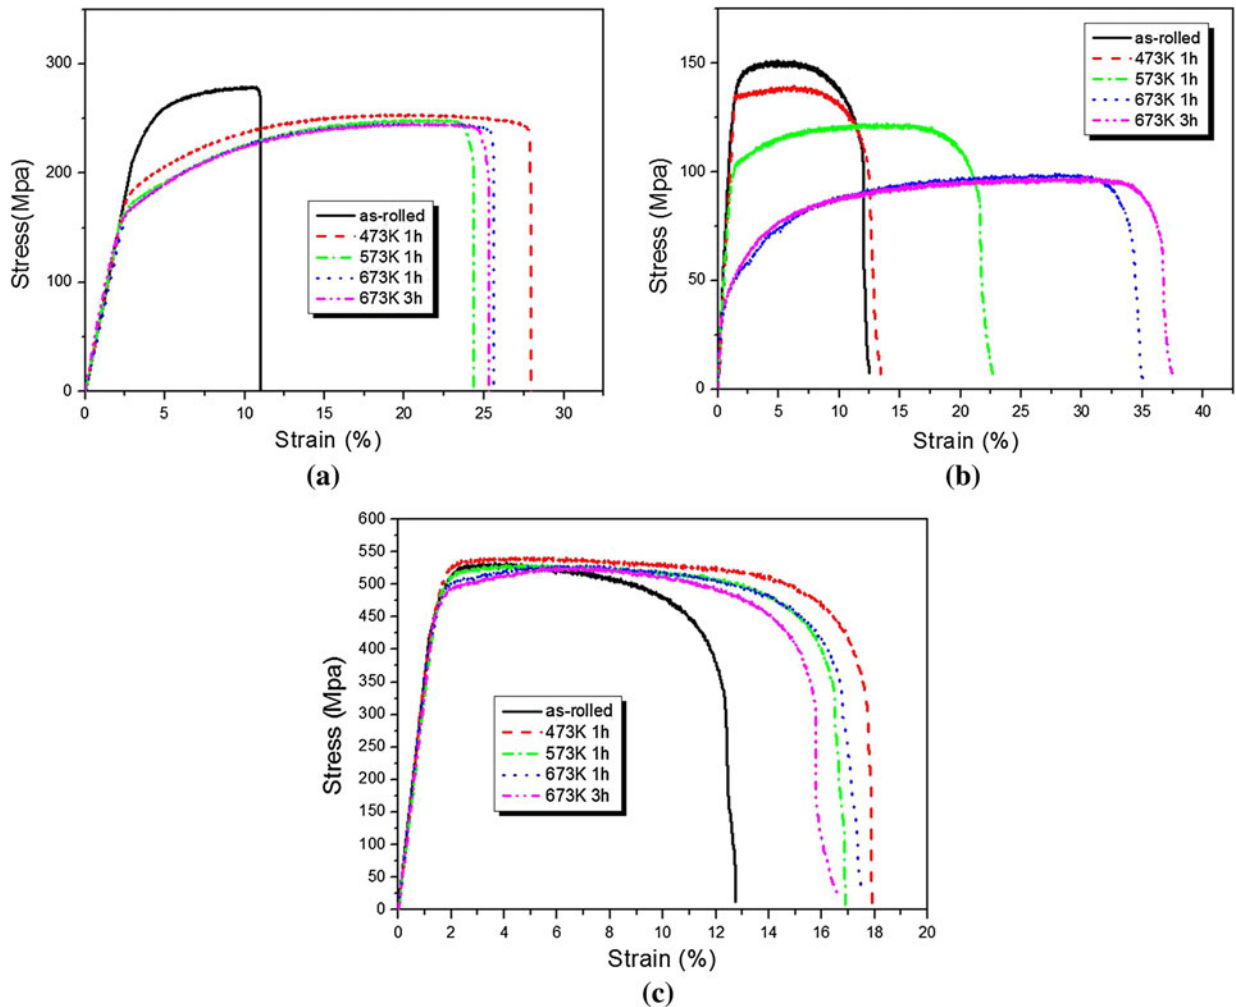 300
200
100
0
0 5 10 15 20 25 30
Stress(Mpa)
Strain (%)
as-rolled
473K 1h
573K 1h
673K 1h
673K 3h
(a)
150
100
50
0
0 5 10 15 20 25 30 35 40
Stress (Mpa)
Strain (%)
as-rolled
473K 1h
573K 1h
673K 1h
673K 3h
(b)
600
550
500
450
400
350
300
250
200
150
100
50
0
0 2 4 6 8 10 12 14 16 18 20
Stress (Mpa)
Strain (%)
as-rolled
473K 1h
573K 1h
673K 1h
673K 3h
(c)